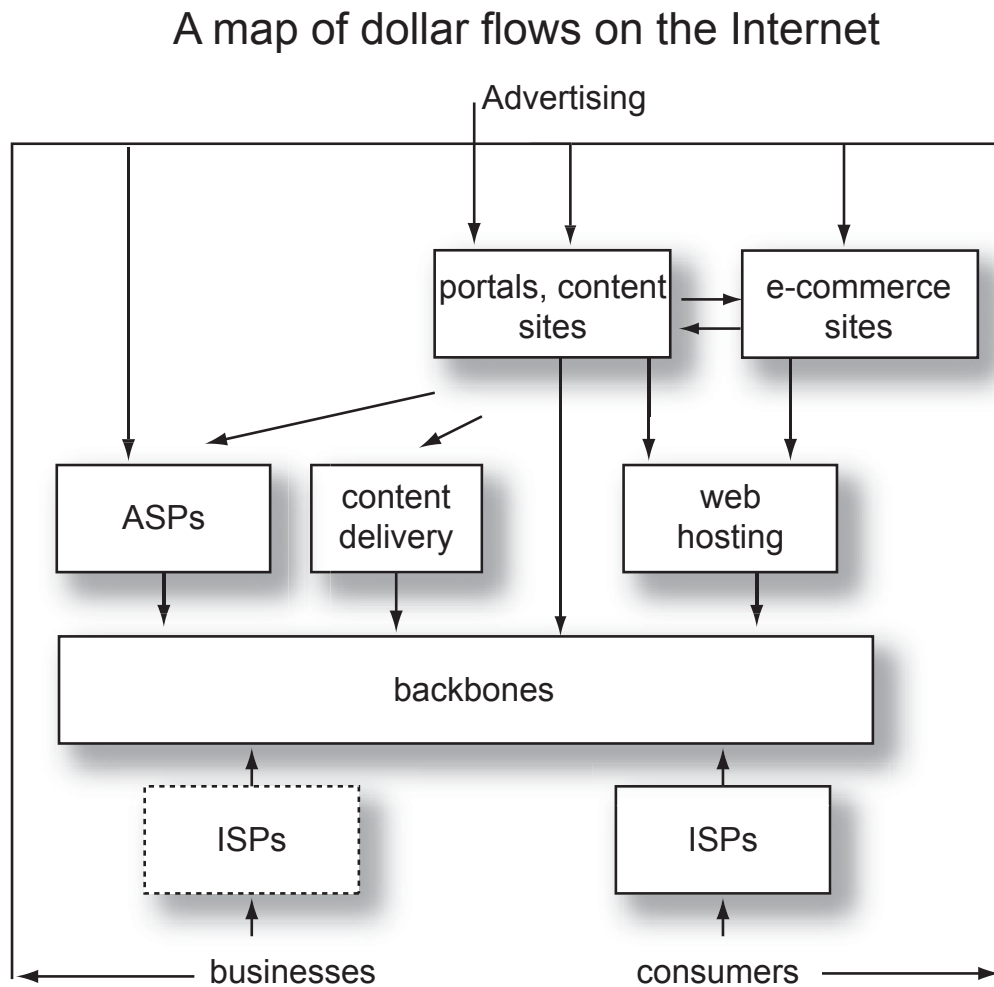 A map of dollar flows on the Internet
Advertising
portals, content
sites
e-commerce
sites
ASPs
content
delivery
web
hosting
backbones
ISPs
ISPs
businesses
consumers